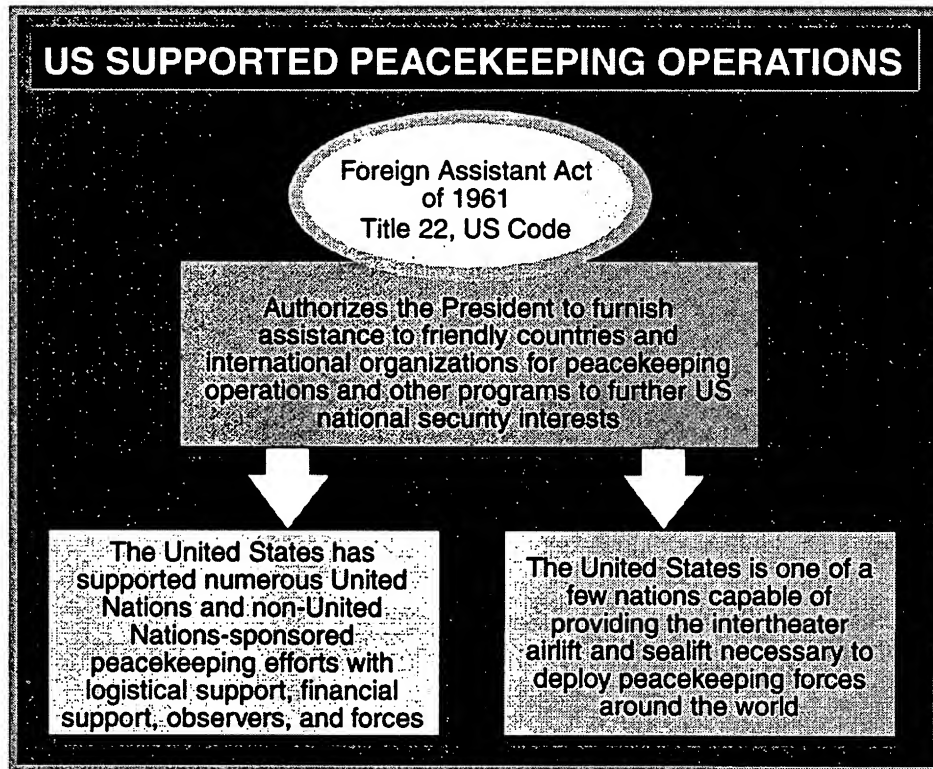 US SUPPORTED PEACEKEEPING OPERATIONS
Foreign Assistant Act
of 1961
Title 22, US Code
Authorizes the President to furnish
assistance to friendly countries and
international organizations for peacekeeping
operations and other programs to further US
national security interests
The United States has
supported numerous United
Nations and non-United
Nations-sponsored
peacekeeping efforts with
logistical support, financial
support, observers, and forces
The United States is one of a
few nations capable of
providing the intertheater
airlift and sealift necessary to
deploy peacekeeping forces
around the world